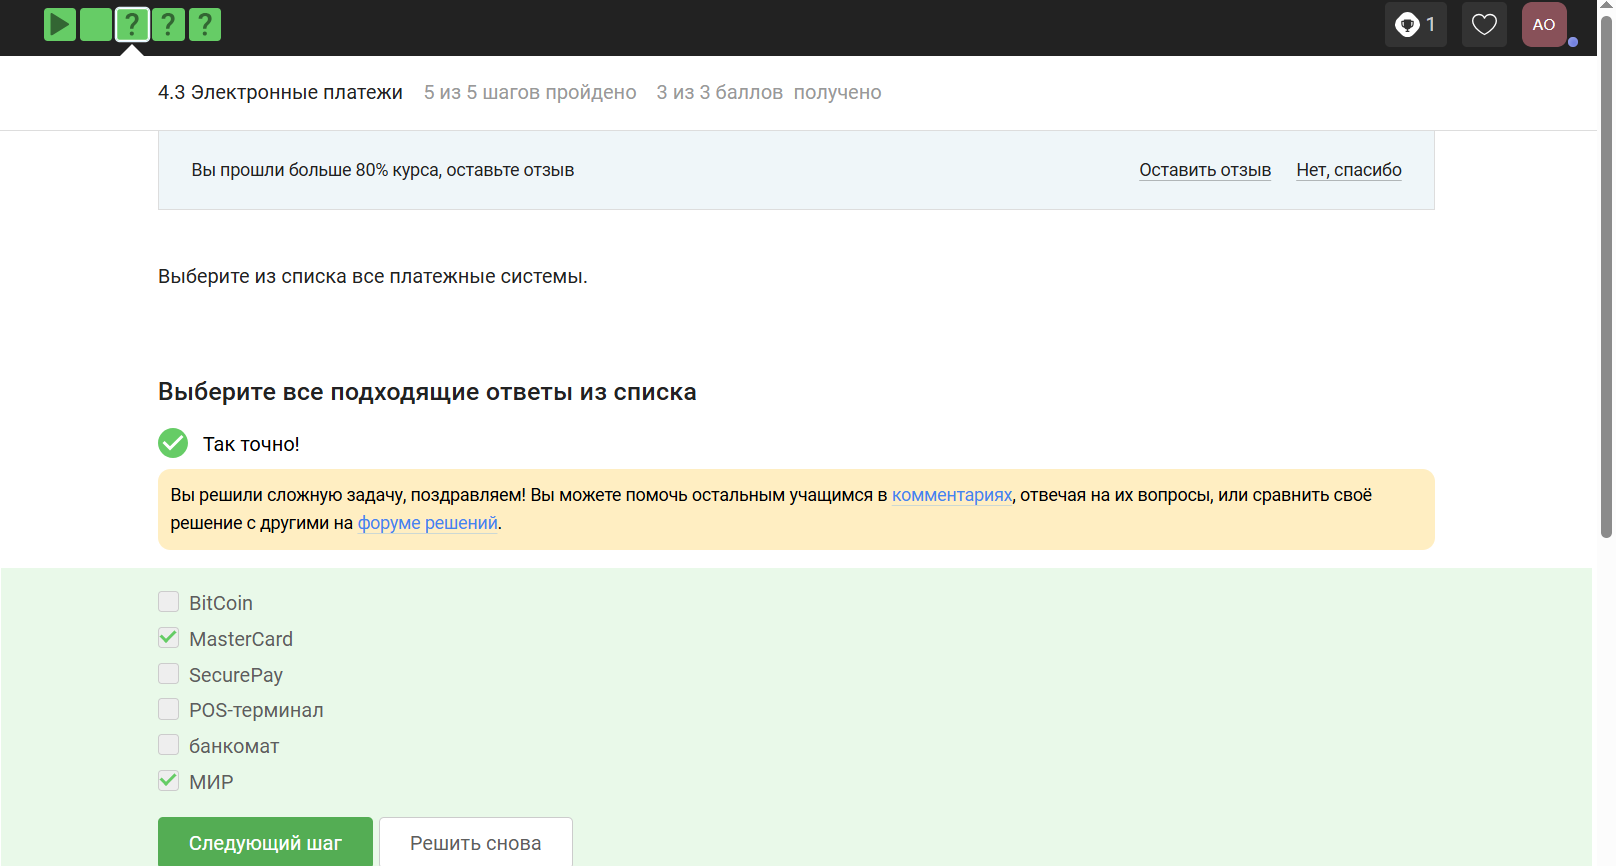 ? ? ?
1
AO
4.3 Электронные платежи 5 из 5 шагов пройдено 3 из 3 баллов получено
Вы прошли больше 80% курса, оставьте отзыв
Оставить отзыв Нет, спасибо
Выберите из списка все платежные системы.
Выберите все подходящие ответы из списка
Так точно!
Вы решили сложную задачу, поздравляем! Вы можете помочь остальным учащимся в комментариях, отвечая на их вопросы, или сравнить своё
решение с другими на форуме решений.
BitCoin
MasterCard
SecurePay
POS-терминал
банкомат
МИР
Следующий шаг Решить снова